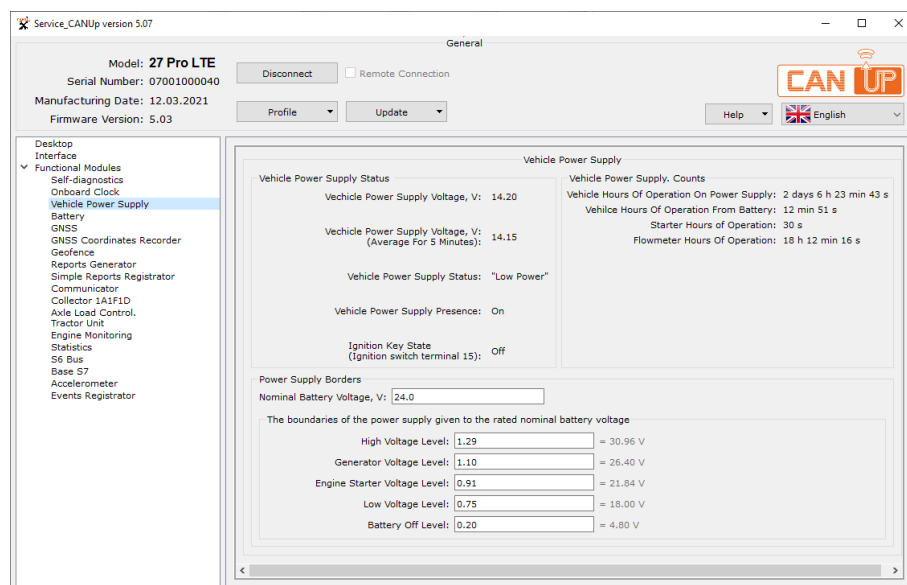 Service_CANUp version 5.07
General
Model: 27 Pro LTE
Serial Number: 07001000040
Manufacturing Date: 12.03.2021
Firmware Version: 5.03
Disconnect
Remote Connection
Profile
Update
CAN UP
Help
English
Desktop
Interface
Functional Modules
Self-diagnostics
Onboard Clock
Vehicle Power Supply
Battery
GNSS
GNSS Coordinates Recorder
Geofence
Reports Generator
Simple Reports Registrator
Communicator
Collector 1A1F1D
Axle Load Control.
Tractor Unit
Engine Monitoring
Statistics
S6 Bus
Base S7
Accelerometer
Events Registrator
Vehicle Power Supply
Vehicle Power Supply Status
Vechicle Power Supply Voltage, V: 14.20
Vechicle Power Supply Voltage, V:
(Average For 5 Minutes): 14.15
Vehicle Power Supply Status: "Low Power"
Vehicle Power Supply Presence: On
Ignition Key State
(Ignition switch terminal 15): Off
Vehicle Power Supply. Counts
Vehicle Hours Of Operation On Power Supply: 2 days 6 h 23 min 43 s
Vehilce Hours Of Operation From Battery: 12 min 51 s
Starter Hours of Operation: 30 s
Flowmeter Hours Of Operation: 18 h 12 min 16 s
Power Supply Borders
Nominal Battery Voltage, V: 24.0
The boundaries of the power supply given to the rated nominal battery voltage
High Voltage Level: 1.29 = 30.96 V
Generator Voltage Level: 1.10 = 26.40 V
Engine Starter Voltage Level: 0.91 = 21.84 V
Low Voltage Level: 0.75 = 18.00 V
Battery Off Level: 0.20 = 4.80 V